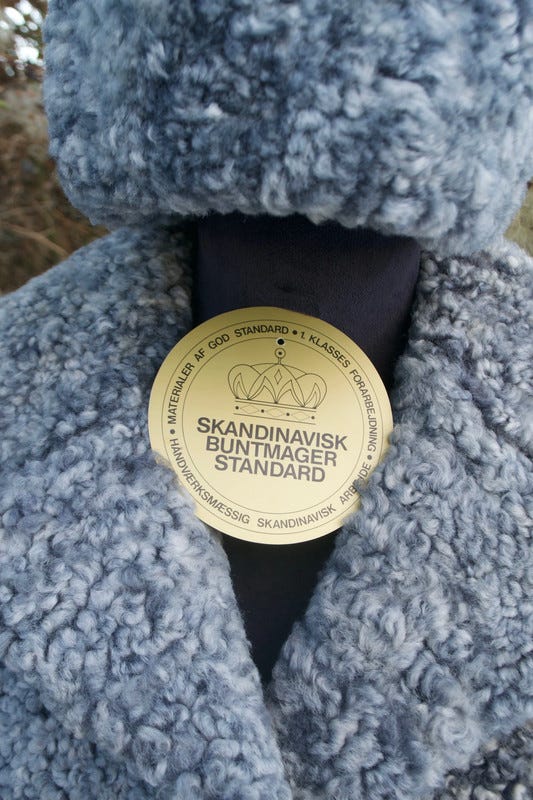 MATERIALER AF GOD STANDARD • 1. KLASSES FORARBEJDNING •
SKANDINAVISK
BUNTMAGER
STANDARD
HÅNDVÆRKSMÆSSIG SKANDINAVISK ARBEJDE •